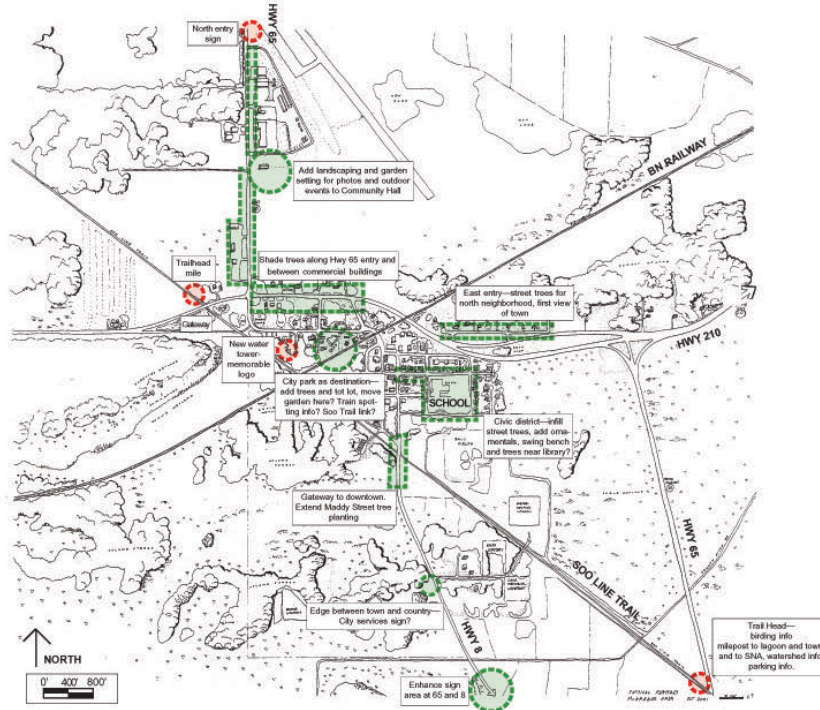 North entry
sign
HWY 65
BN RAILWAY
Add landscaping and garden
setting for photos and outdoor
events to Community Hall
Trailhead
mile
Shade trees along Hwy 65 entry and
between commercial buildings
East entry—street trees for
north neighborhood, first view
of town
Gateway
HWY 210
New water
tower-
memorable
logo
City park as destination—
add trees and tot lot, move
garden here? Train spot-
ting info? Soo Trail link?
SCHOOL
Civic district—infill
street trees, add orna-
mentals, swing bench
and trees near library?
Gateway to downtown.
Extend Maddy Street tree
planting
HWY 65
SOO LINE TRAIL
Edge between town and country—
City services sign?
HWY 8
Trail Head—
birding info
milepost to lagoon and town
and to SNA, watershed info
parking info.
Enhance sign
area at 65 and 8
NORTH
0' 400' 800'